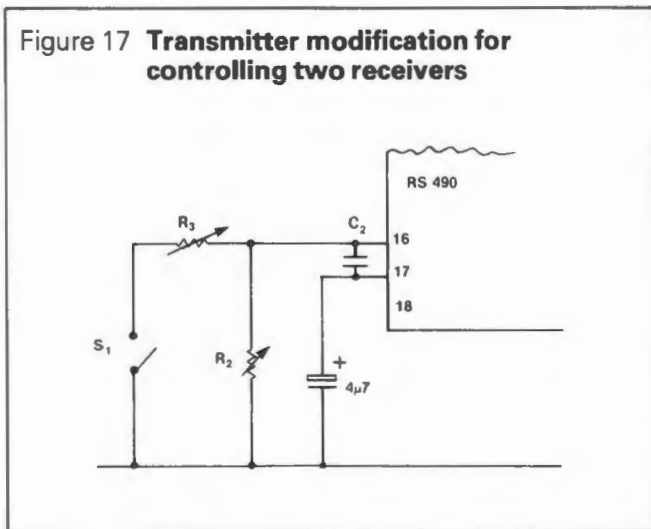 Figure 17 Transmitter modification for
controlling two receivers
RS 490
R₃
C₂
16
17
18
S₁
R₂
+
4µ7